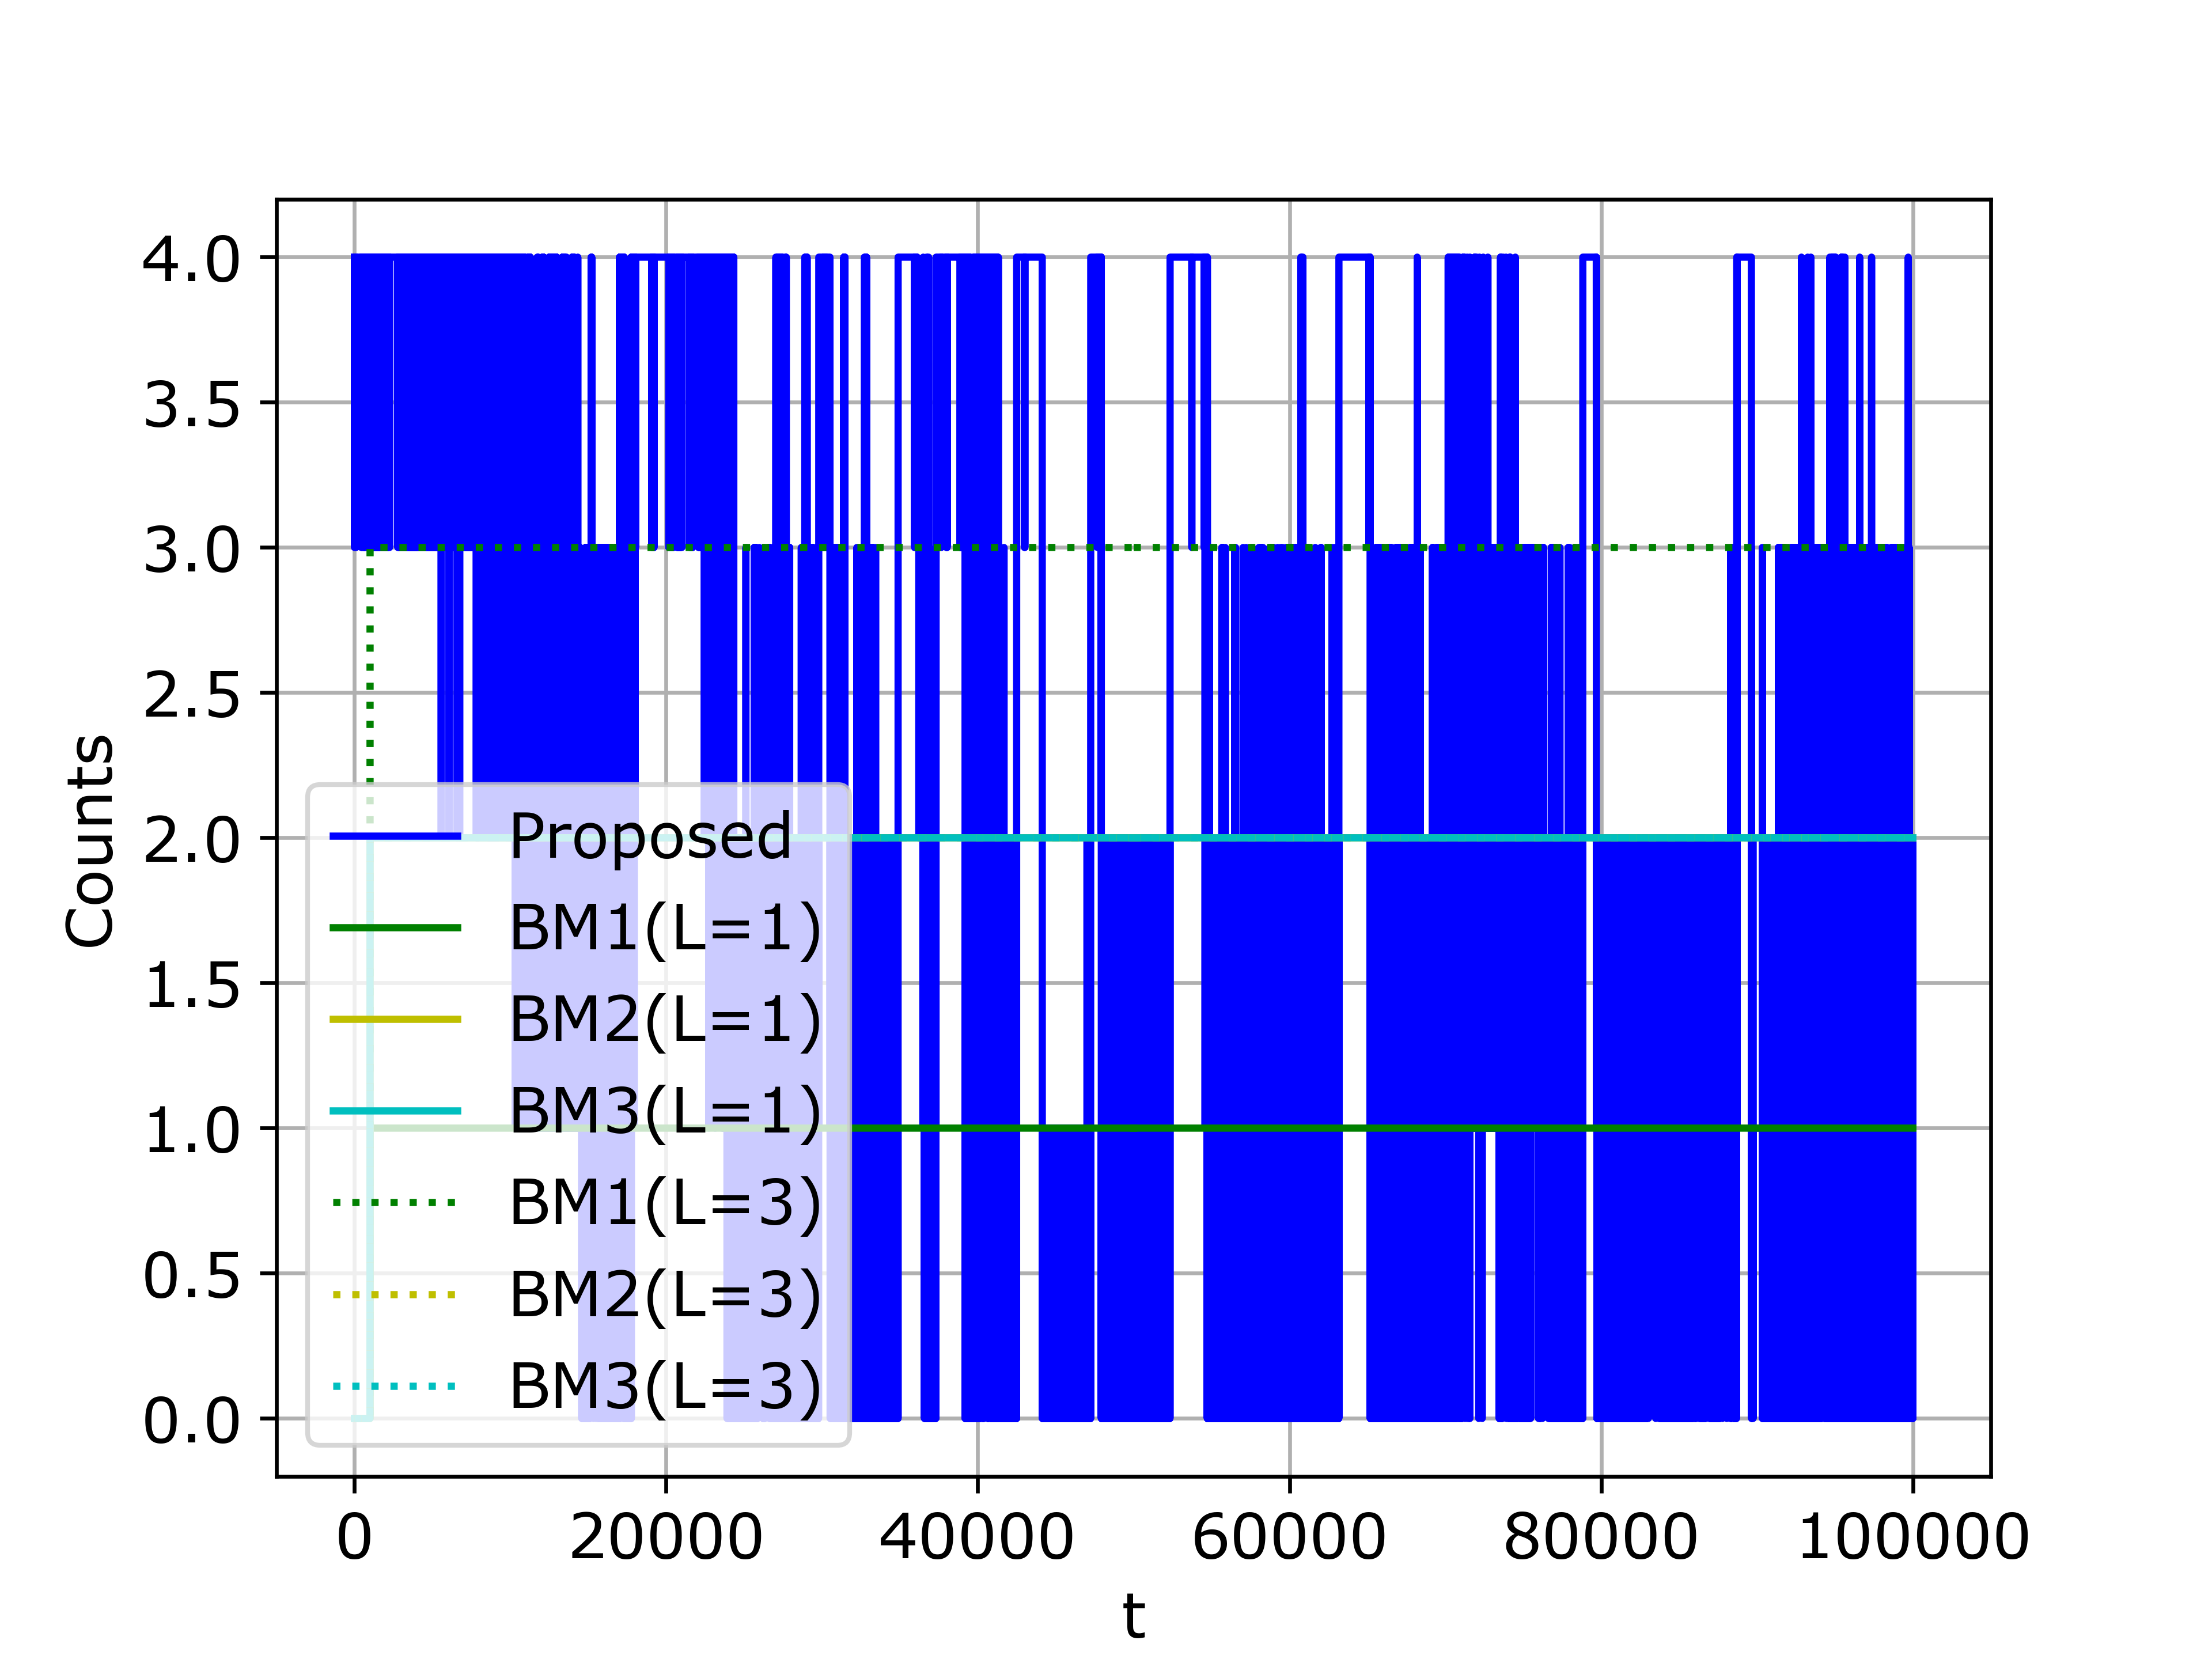 4.0
3.5
3.0
2.5
2.0
1.5
1.0
0.5
0.0
Counts
Proposed
BM1(L=1)
BM2(L=1)
BM3(L=1)
BM1(L=3)
BM2(L=3)
BM3(L=3)
0 20000 40000 60000 80000 100000
t